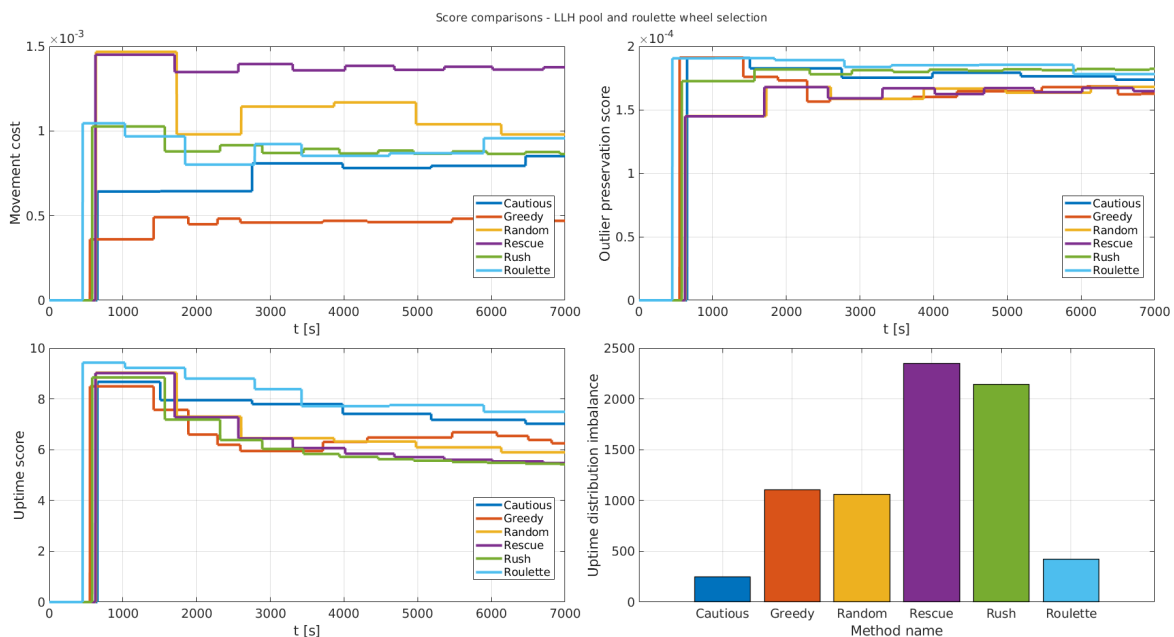 Score comparisons - LLH pool and roulette wheel selection
×10⁻³
1.5
1
0.5
0
Movement cost
0 1000 2000 3000 4000 5000 6000 7000
t [s]
Cautious
Greedy
Random
Rescue
Rush
Roulette
×10⁻⁴
2
1.5
1
0.5
0
Outlier preservation score
0 1000 2000 3000 4000 5000 6000 7000
t [s]
Cautious
Greedy
Random
Rescue
Rush
Roulette
10
8
6
4
2
0
Uptime score
0 1000 2000 3000 4000 5000 6000 7000
t [s]
Cautious
Greedy
Random
Rescue
Rush
Roulette
2500
2000
1500
1000
500
0
Uptime distribution imbalance
Cautious Greedy Random Rescue Rush Roulette
Method name